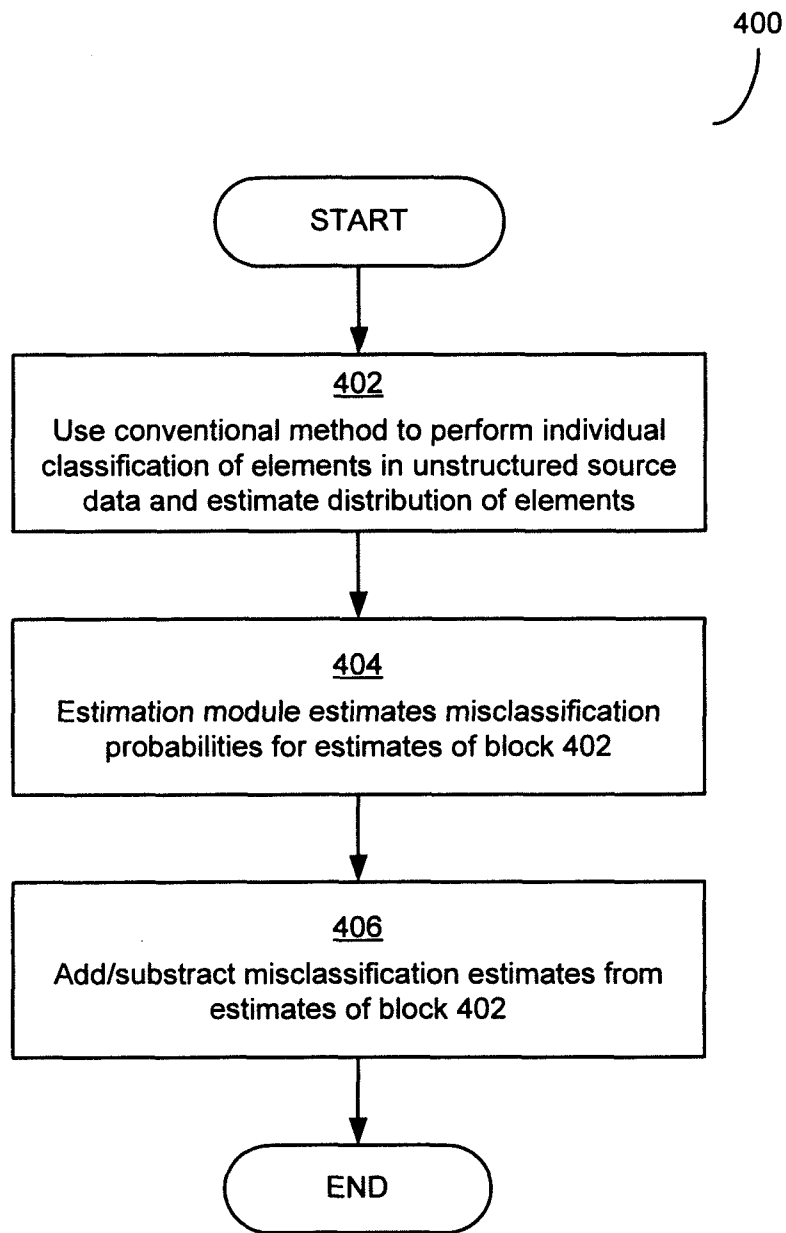 400
START
402
Use conventional method to perform individual
classification of elements in unstructured source
data and estimate distribution of elements
404
Estimation module estimates misclassification
probabilities for estimates of block 402
406
Add/substract misclassification estimates from
estimates of block 402
END